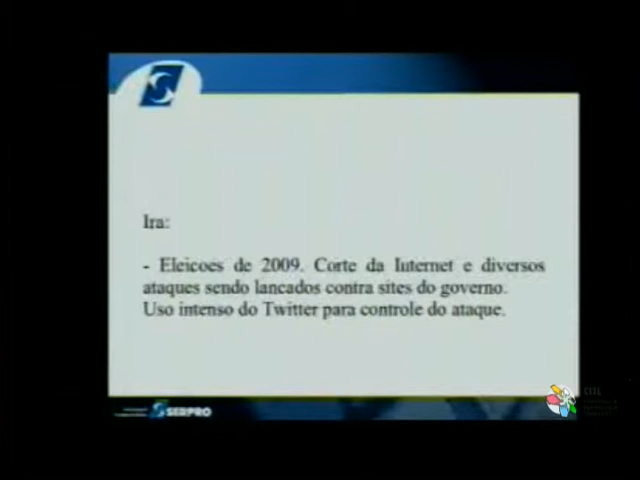 Ira:
- Eleicoes de 2009. Corte da Internet e diversos
ataques sendo lancados contra sites do governo.
Uso intenso do Twitter para controle do ataque.
SERPRO